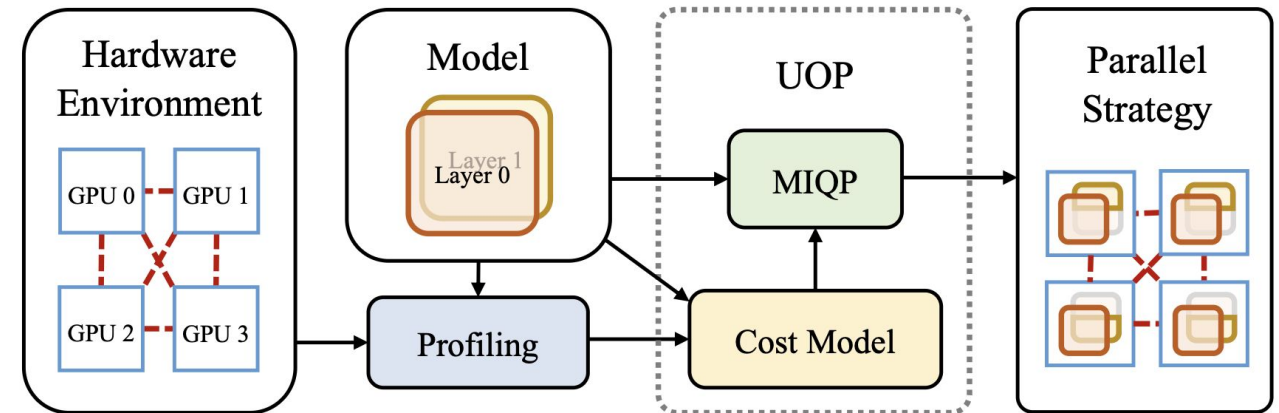 Hardware
Environment
GPU 0
GPU 1
GPU 2
GPU 3
Model
Layer 1
Layer 0
Profiling
UOP
MIQP
Cost Model
Parallel
Strategy